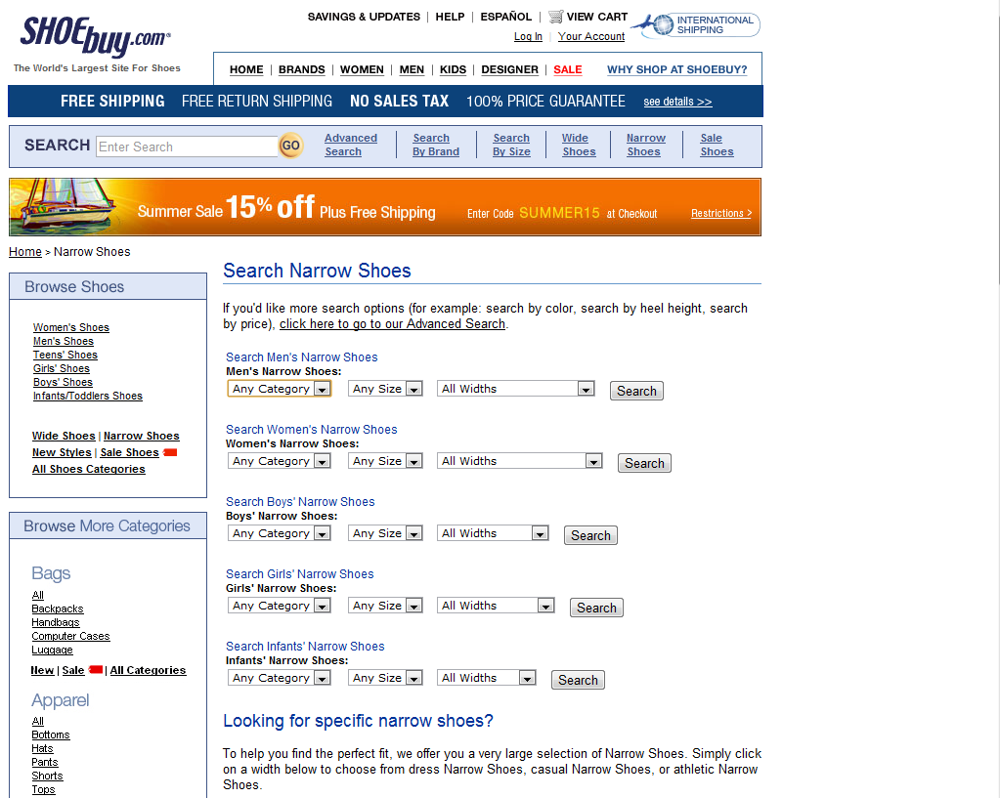 SAVINGS & UPDATES | HELP | ESPAÑOL | VIEW CART
INTERNATIONAL
SHIPPING
Log In | Your Account
SHOEbuy.com
The World's Largest Site For Shoes
HOME | BRANDS | WOMEN | MEN | KIDS | DESIGNER | SALE WHY SHOP AT SHOEBUY?
FREE SHIPPING FREE RETURN SHIPPING NO SALES TAX 100% PRICE GUARANTEE see details >>
SEARCH Enter Search GO
Advanced
Search
Search
By Brand
Search
By Size
Wide
Shoes
Narrow
Shoes
Sale
Shoes
Summer Sale 15% off Plus Free Shipping Enter Code SUMMER15 at Checkout Restrictions >
Home > Narrow Shoes
Browse Shoes
Women's Shoes
Men's Shoes
Teens' Shoes
Girls' Shoes
Boys' Shoes
Infants/Toddlers Shoes
Wide Shoes | Narrow Shoes
New Styles | Sale Shoes
All Shoes Categories
Browse More Categories
Bags
All
Backpacks
Handbags
Computer Cases
Luggage
New | Sale | All Categories
Apparel
All
Bottoms
Hats
Pants
Shorts
Tops
Search Narrow Shoes
If you'd like more search options (for example: search by color, search by heel height, search
by price), click here to go to our Advanced Search.
Search Men's Narrow Shoes
Men's Narrow Shoes:
Any Category Any Size All Widths Search
Search Women's Narrow Shoes
Women's Narrow Shoes:
Any Category Any Size All Widths Search
Search Boys' Narrow Shoes
Boys' Narrow Shoes:
Any Category Any Size All Widths Search
Search Girls' Narrow Shoes
Girls' Narrow Shoes:
Any Category Any Size All Widths Search
Search Infants' Narrow Shoes
Infants' Narrow Shoes:
Any Category Any Size All Widths Search
Looking for specific narrow shoes?
To help you find the perfect fit, we offer you a very large selection of Narrow Shoes. Simply click
on a width below to choose from dress Narrow Shoes, casual Narrow Shoes, or athletic Narrow
Shoes.